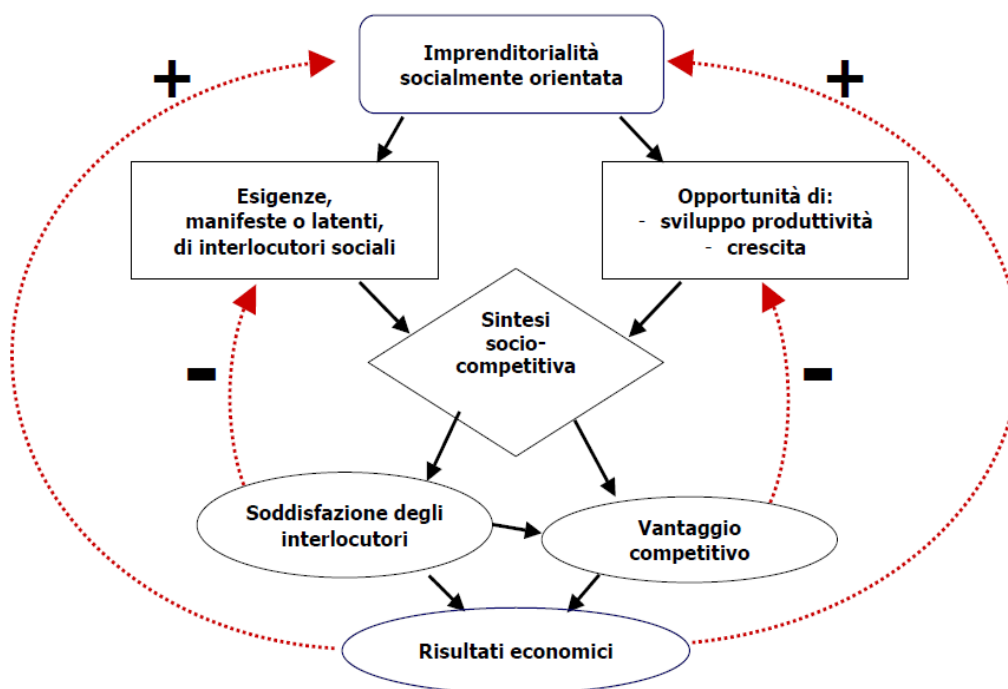 Imprenditorialità
socialmente orientata
+
+
Esigenze,
manifeste o latenti,
di interlocutori sociali
Opportunità di:
- sviluppo produttività
- crescita
Sintesi
socio-
competitiva
-
-
Soddisfazione degli
interlocutori
Vantaggio
competitivo
Risultati economici